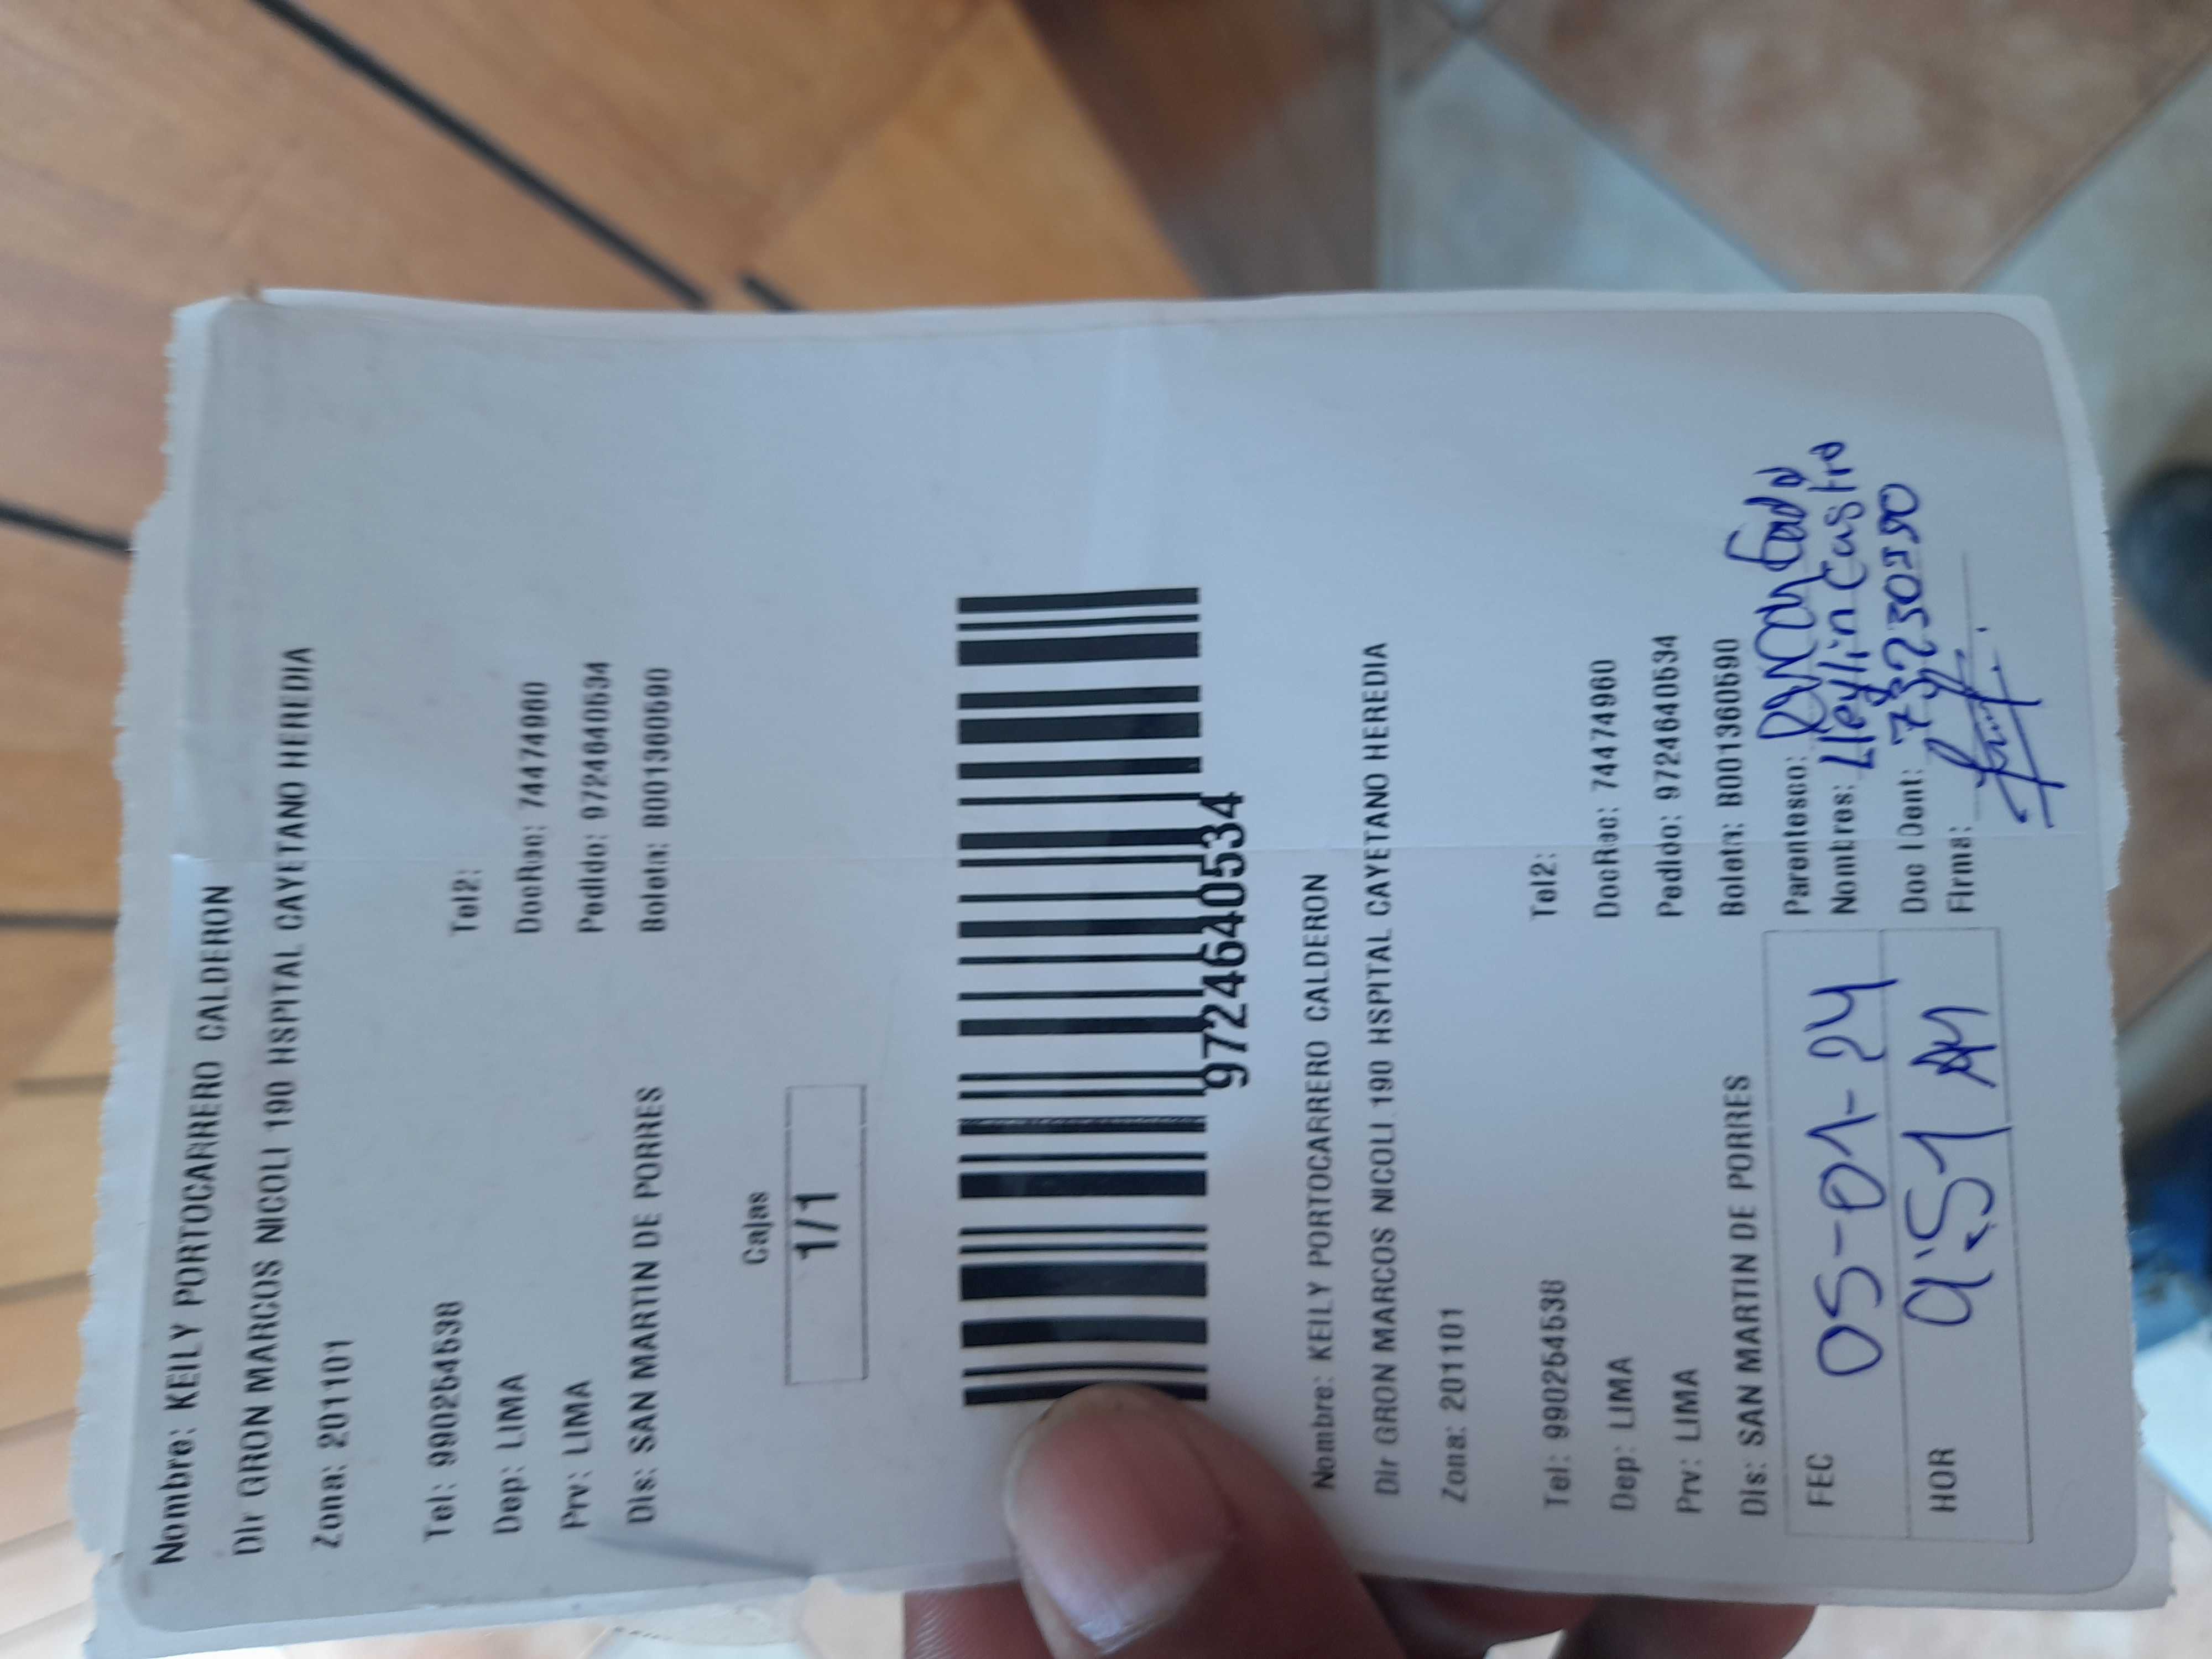 Nombre: KEILY PORTOCARRERO CALDERON
Dir GRON MARCOS NICOLI 190 HSPITAL CAYETANO HEREDIA
Zona: 201101
Tel: 990254538 Tel2:
Dep: LIMA DocRec: 74474960
Prv: LIMA Pedido: 9724640534
Dis: SAN MARTIN DE PORRES Boleta: B001360590
Cajas
1/1
9724640534
Nombre: KEILY PORTOCARRERO CALDERON
Dir GRON MARCOS NICOLI 190 HSPITAL CAYETANO HEREDIA
Zona: 201101
Tel: 990254538 Tel2:
Dep: LIMA DocRec: 74474960
Prv: LIMA Pedido: 9724640534
Dis: SAN MARTIN DE PORRES Boleta: B001360590
FEC 05-01-24 Parentesco:
Nombres: Lleylin Castro
HOR 9:51 AM Doc Ident:
Firma: